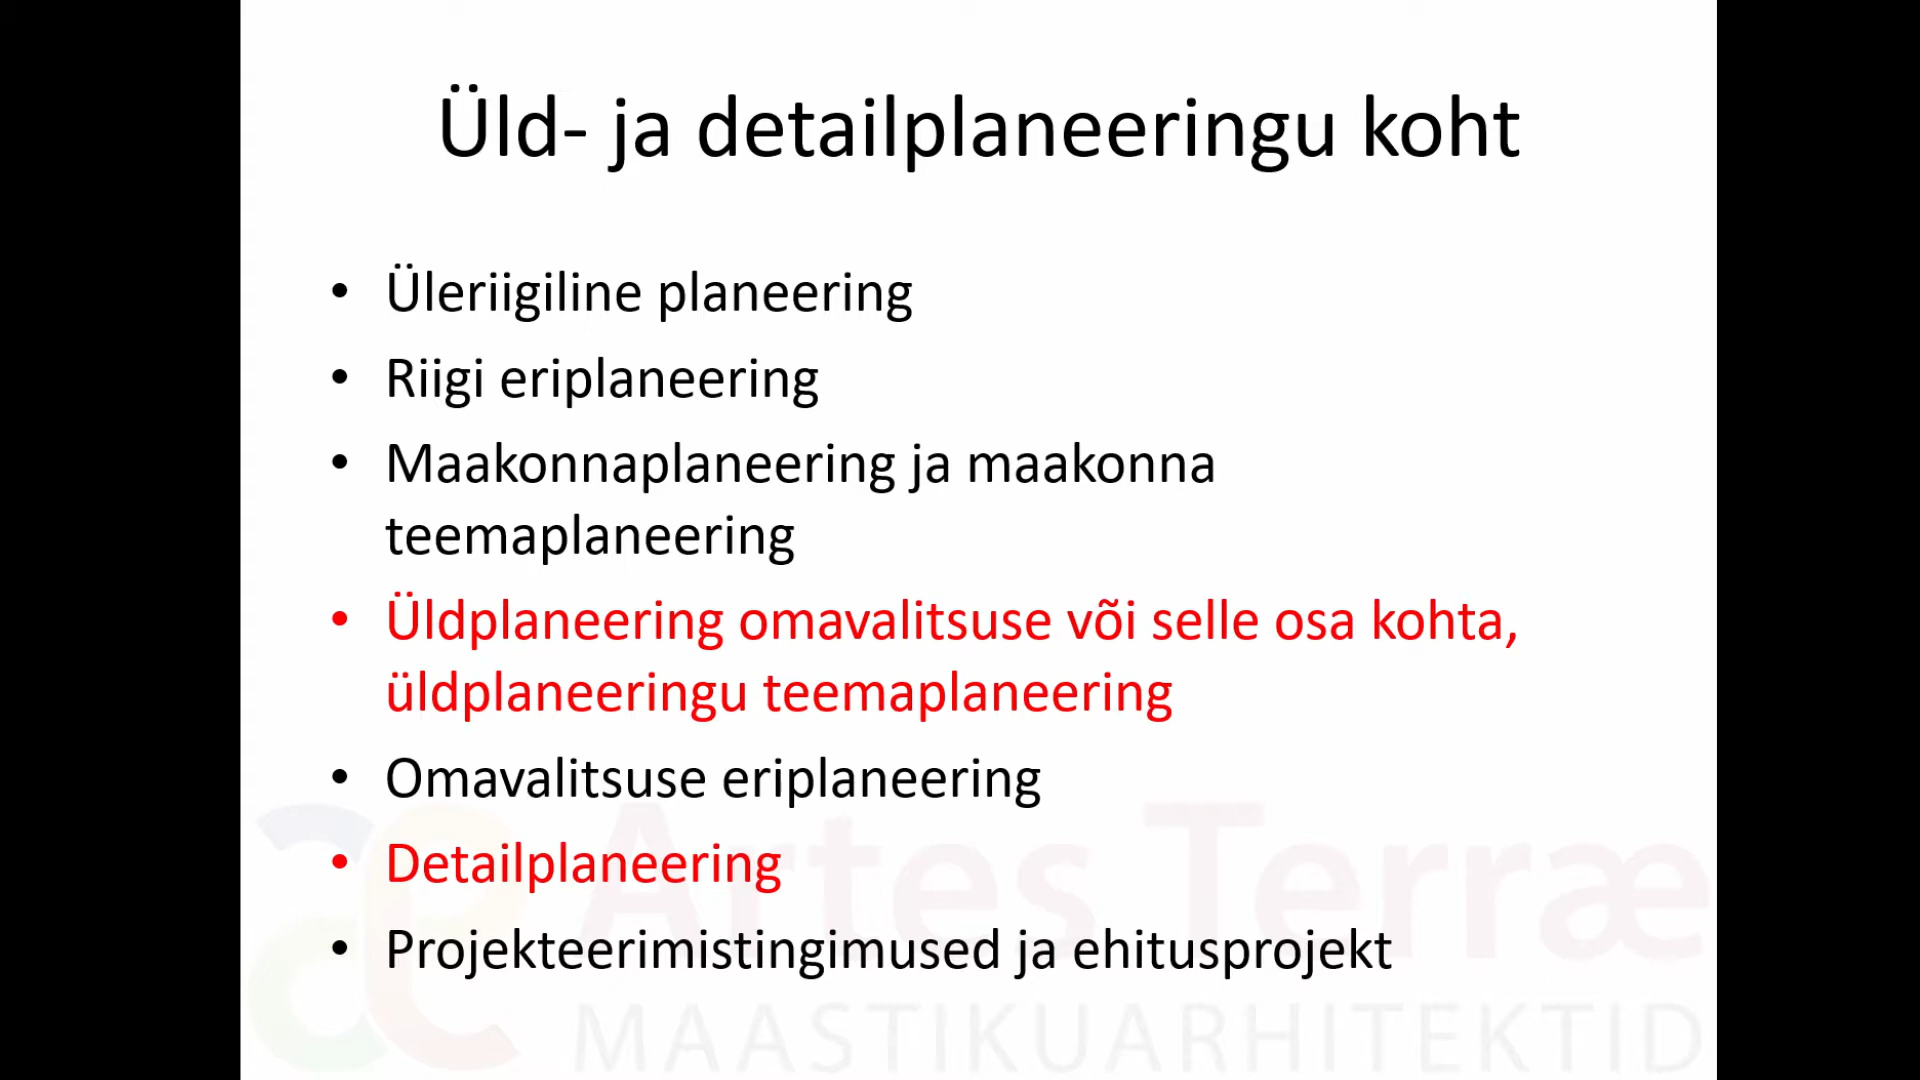 Üld- ja detailplaneeringu koht
• Üleriigiline planeering
• Riigi eriplaneering
• Maakonnaplaneering ja maakonna
teemaplaneering
• Üldplaneering omavalitsuse või selle osa kohta,
üldplaneeringu teemaplaneering
• Omavalitsuse eriplaneering
• Detailplaneering
• Projekteerimistingimused ja ehitusprojekt
Artes Terræ
MAASTIKUARHITEKTID